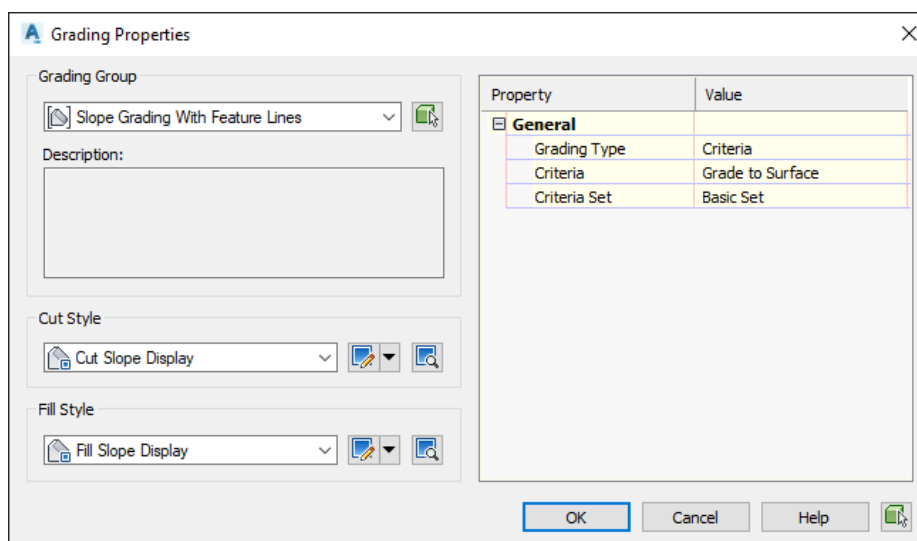 Grading Properties
Grading Group
Slope Grading With Feature Lines
Description:
Cut Style
Cut Slope Display
Fill Style
Fill Slope Display
Property Value
General
Grading Type Criteria
Criteria Grade to Surface
Criteria Set Basic Set
OK Cancel Help